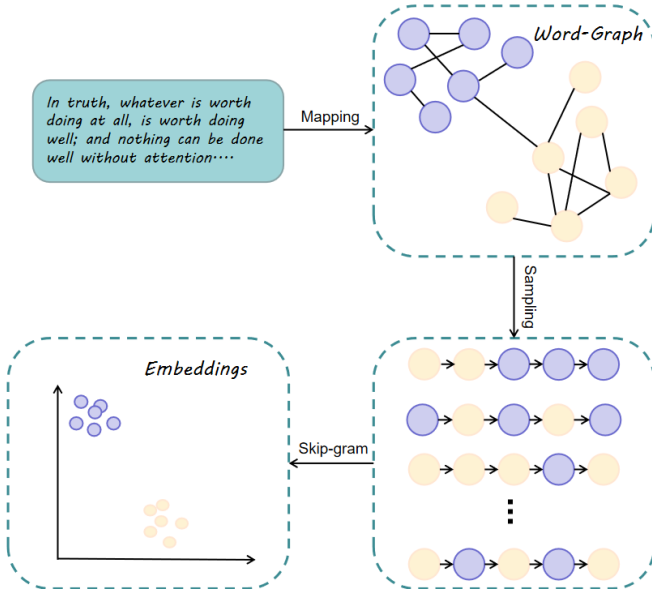 Word-Graph
In truth, whatever is worth
doing at all, is worth doing
well; and nothing can be done
well without attention····
Mapping
Sampling
Embeddings
Skip-gram